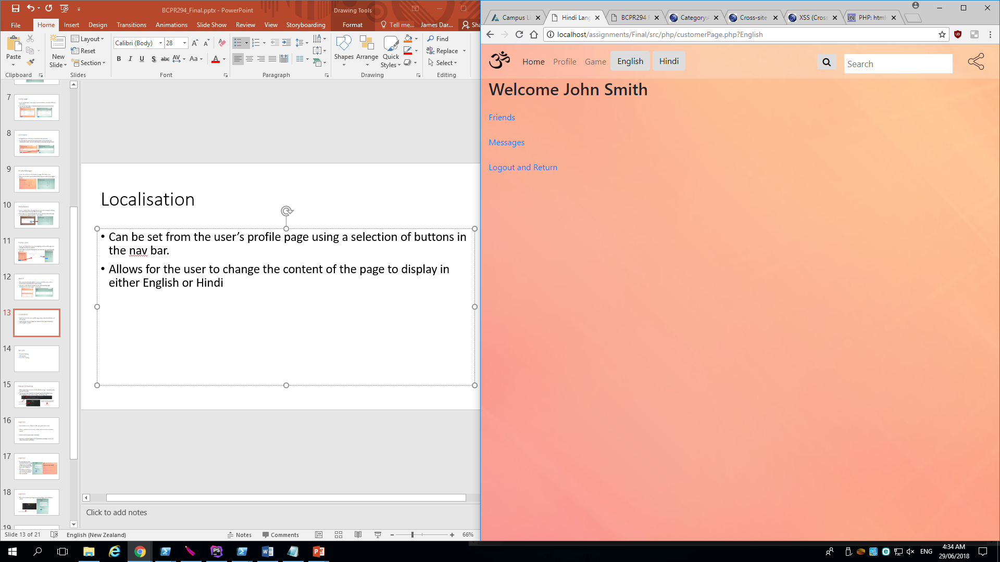 BCPR294_Final.pptx - PowerPoint
Drawing Tools
File
Home
Insert
Design
Transitions
Animations
Slide Show
Review
View
Storyboarding
Format
Tell me...
James Dar...
Sha
Paste
New
Slide
Layout
Reset
Section
Calibri (Body)
28
Shapes
Arrange
Quick
Styles
Find
Replace
Select
Clipboard
Slides
Font
Paragraph
Drawing
Editing
7
8
9
10
11
12
13
14
15
16
17
18
19
Localisation
• Can be set from the user’s profile page using a selection of buttons in
the nav bar.
• Allows for the user to change the content of the page to display in
either English or Hindi
Click to add notes
Slide 13 of 21
English (New Zealand)
Notes
Comments
66%
Campus Li
Hindi Lang
BCPR294 F
Category:A
Cross-site
XSS (Cross
PHP: html
localhost/assignments/Final/src/php/customerPage.php?English
ॐ
Home
Profile
Game
English
Hindi
Search
Welcome John Smith
Friends
Messages
Logout and Return
ENG
4:34 AM
29/06/2018